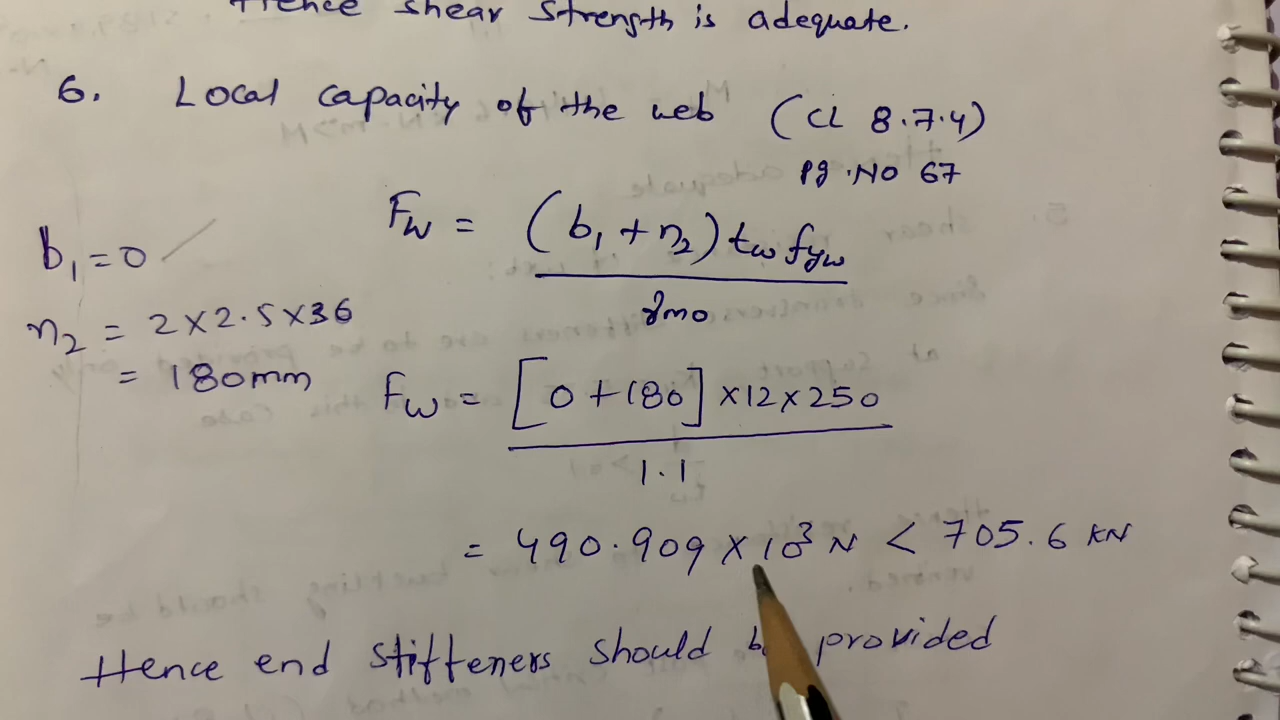 Hence shear strength is adequate.
6. Local capacity of the web (Cl 8.7.4)
Pg.No 67
b₁ = 0
n₂ = 2×2.5×36
= 180mm
Fw = (b₁ + n₂) tw fyw
γmo
Fw = [0 + 180] ×12×250
1.1
= 490.909 × 10³ N < 705.6 KN
Hence end stiffeners should be provided